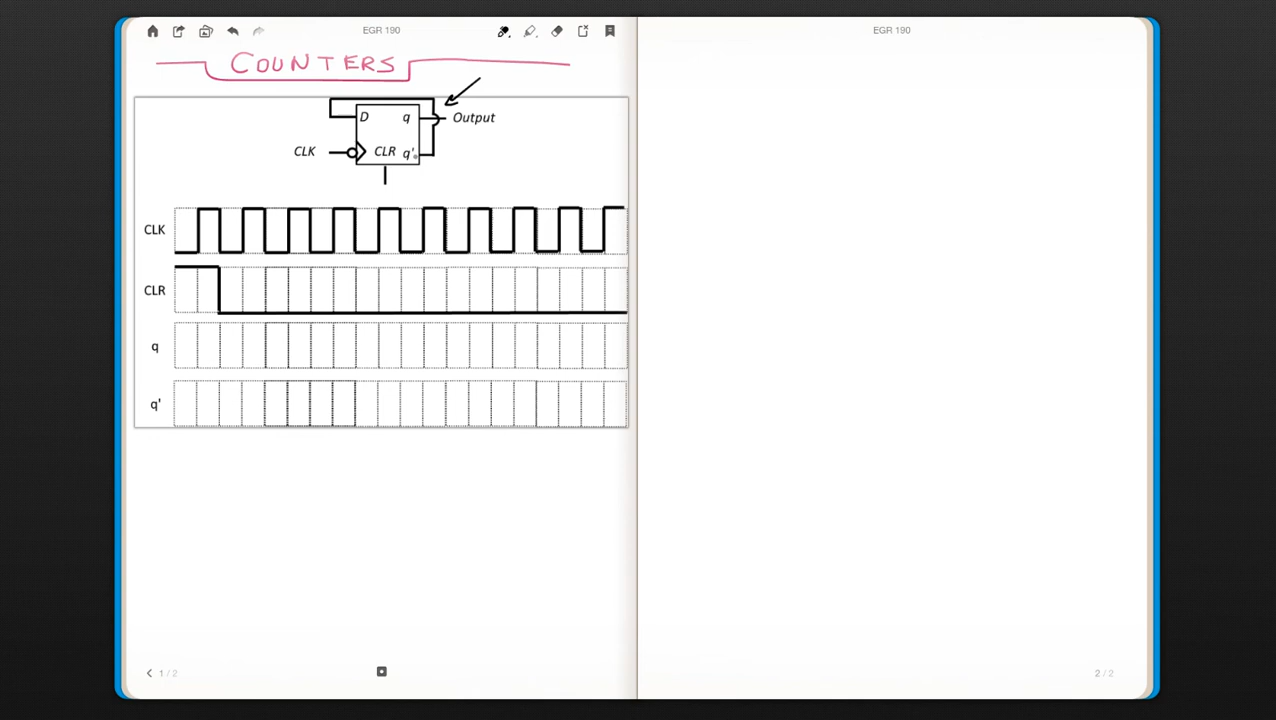 EGR 190
EGR 190
COUNTERS
D q Output
CLK CLR q'
CLK
CLR
q
q'
1 / 2
2 / 2